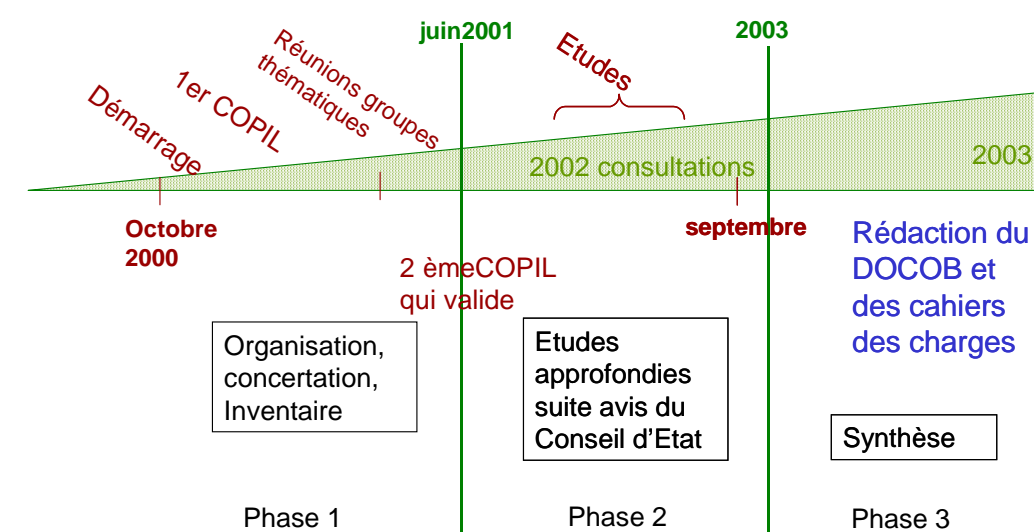 juin2001
2003
Démarrage
1er COPIL
Réunions groupes
thématiques
Etudes
2002 consultations
2003
Octobre
2000
septembre
2 èmeCOPIL
qui valide
Rédaction du
DOCOB et
des cahiers
des charges
Organisation,
concertation,
Inventaire
Etudes
approfondies
suite avis du
Conseil d'Etat
Synthèse
Phase 1
Phase 2
Phase 3